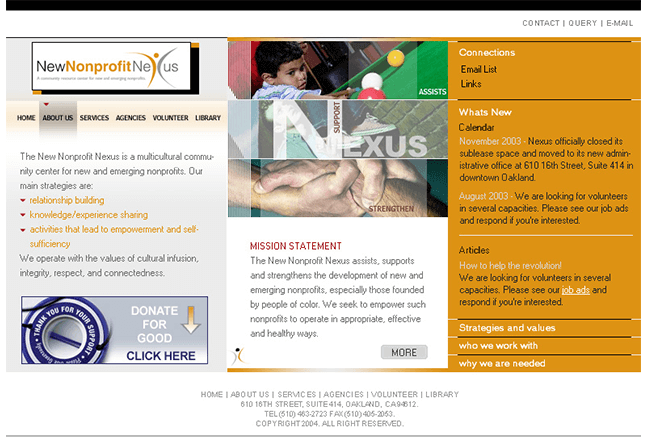 CONTACT | QUERY | E-MAIL
NewNonprofitNexus
A community resource center for new and emerging nonprofits.
HOME ABOUT US SERVICES AGENCIES VOLUNTEER LIBRARY
The New Nonprofit Nexus is a multicultural commu-
nity center for new and emerging nonprofits. Our
main strategies are:
relationship building
knowledge/experience sharing
activities that lead to empowerment and self-
sufficiency
We operate with the values of cultural infusion,
integrity, respect, and connectedness.
THANK YOU FOR YOUR SUPPORT
DONATE
FOR
GOOD
CLICK HERE
ASSISTS
SUPPORT
NEXUS
STRENGTHEN
MISSION STATEMENT
The New Nonprofit Nexus assists, supports
and strengthens the development of new and
emerging nonprofits, especially those founded
by people of color. We seek to empower such
nonprofits to operate in appropriate, effective
and healthy ways.
MORE
Connections
Email List
Links
Whats New
Calendar
November 2003 - Nexus officially closed its
sublease space and moved to its new admin-
istrative office at 610 16th Street, Suite 414 in
downtown Oakland.
August 2003 - We are looking for volunteers
in several capacities. Please see our job ads
and respond if you're interested.
Articles
How to help the revolution!
We are looking for volunteers in several
capacities. Please see our job ads and
respond if you're interested.
Strategies and values
who we work with
why we are needed
HOME | ABOUT US | SERVICES | AGENCIES | VOLUNTEER | LIBRARY
610 16TH STREET, SUITE 414, OAKLAND, CA 94612.
TEL (510) 463-2723 FAX (510) 405-2053.
COPYRIGHT 2004. ALL RIGHT RESERVED.